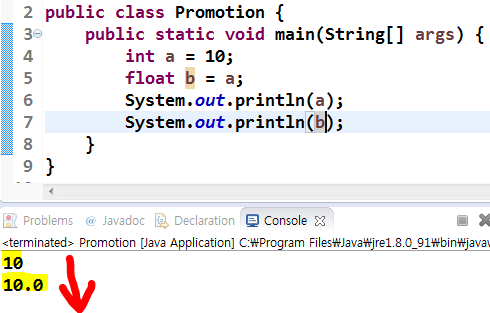 2 public class Promotion {
3 public static void main(String[] args) {
4 int a = 10;
5 float b = a;
6 System.out.println(a);
7 System.out.println(b);
8 }
9 }
Problems @ Javadoc Declaration Console
<terminated> Promotion [Java Application] C:₩Program Files₩Java₩jre1.8.0_91₩bin₩javav
10
10.0